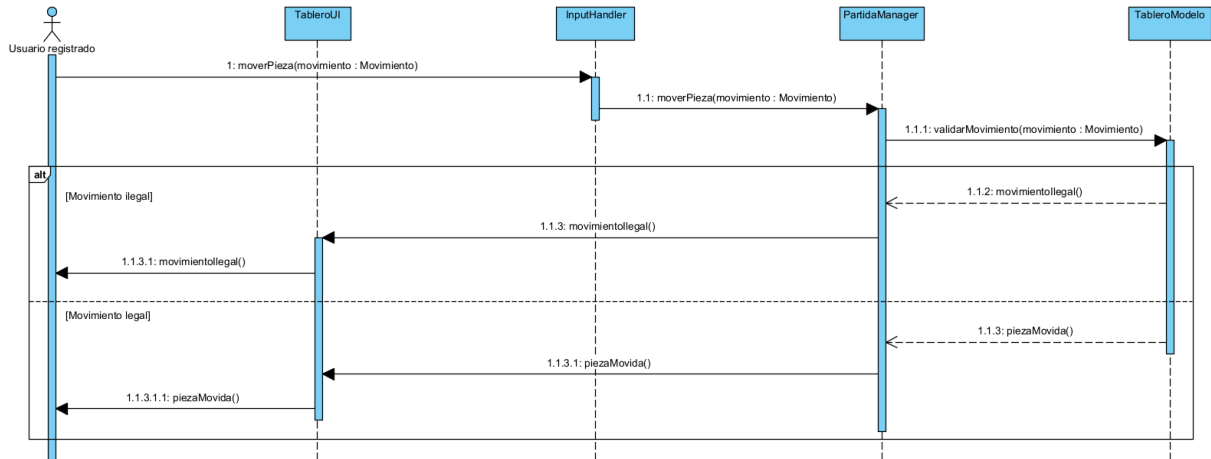 TableroUI
InputHandler
PartidaManager
TableroModelo
Usuario registrado
1: moverPieza(movimiento : Movimiento)
1.1: moverPieza(movimiento : Movimiento)
1.1.1: validarMovimiento(movimiento : Movimiento)
alt
[Movimiento ilegal]
1.1.2: movimientoIlegal()
1.1.3: movimientoIlegal()
1.1.3.1: movimientoIlegal()
[Movimiento legal]
1.1.3: piezaMovida()
1.1.3.1: piezaMovida()
1.1.3.1.1: piezaMovida()